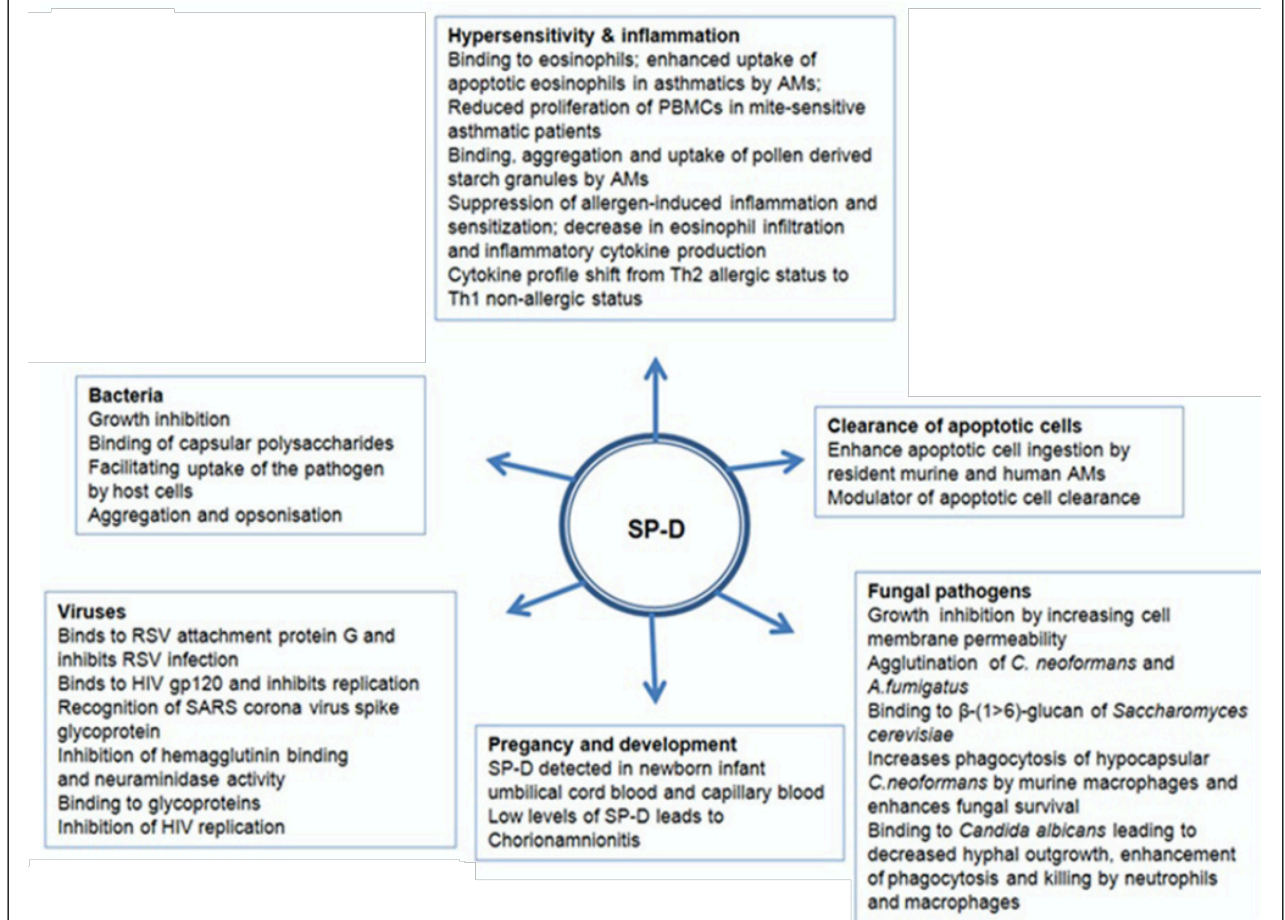 Hypersensitivity & inflammation
Binding to eosinophils; enhanced uptake of
apoptotic eosinophils in asthmatics by AMs;
Reduced proliferation of PBMCs in mite-sensitive
asthmatic patients
Binding, aggregation and uptake of pollen derived
starch granules by AMs
Suppression of allergen-induced inflammation and
sensitization; decrease in eosinophil infiltration
and inflammatory cytokine production
Cytokine profile shift from Th2 allergic status to
Th1 non-allergic status
Bacteria
Growth inhibition
Binding of capsular polysaccharides
Facilitating uptake of the pathogen
by host cells
Aggregation and opsonisation
Clearance of apoptotic cells
Enhance apoptotic cell ingestion by
resident murine and human AMs
Modulator of apoptotic cell clearance
SP-D
Viruses
Binds to RSV attachment protein G and
inhibits RSV infection
Binds to HIV gp120 and inhibits replication
Recognition of SARS corona virus spike
glycoprotein
Inhibition of hemagglutinin binding
and neuraminidase activity
Binding to glycoproteins
Inhibition of HIV replication
Pregancy and development
SP-D detected in newborn infant
umbilical cord blood and capillary blood
Low levels of SP-D leads to
Chorionamnionitis
Fungal pathogens
Growth inhibition by increasing cell
membrane permeability
Agglutination of C. neoformans and
A.fumigatus
Binding to β-(1>6)-glucan of Saccharomyces
cerevisiae
Increases phagocytosis of hypocapsular
C.neoformans by murine macrophages and
enhances fungal survival
Binding to Candida albicans leading to
decreased hyphal outgrowth, enhancement
of phagocytosis and killing by neutrophils
and macrophages